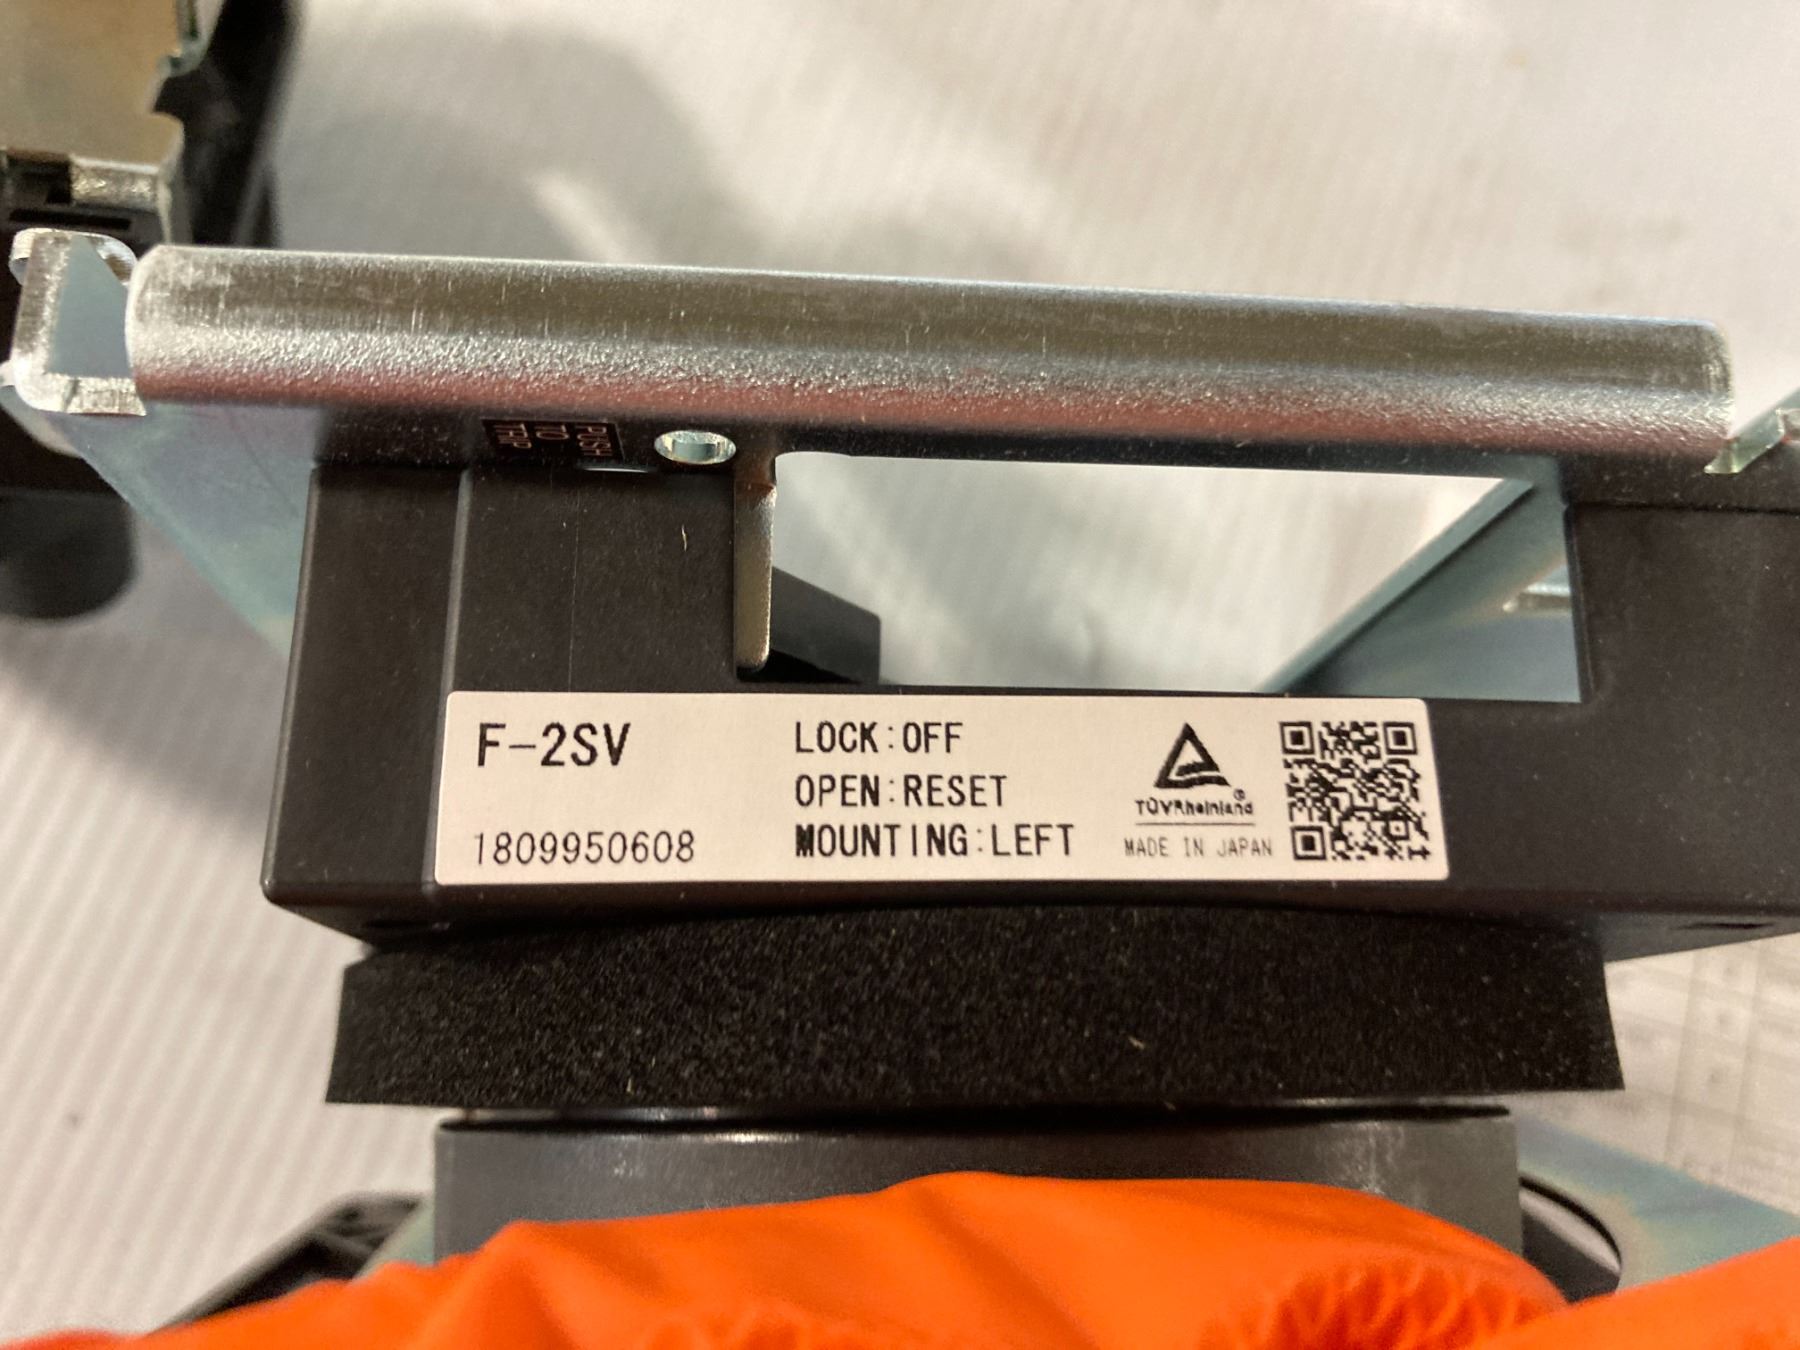 PUSH
TO
TRIP
F-2SV
1809950608
LOCK:OFF
OPEN:RESET
MOUNTING:LEFT
TÜVRheinland®
MADE IN JAPAN